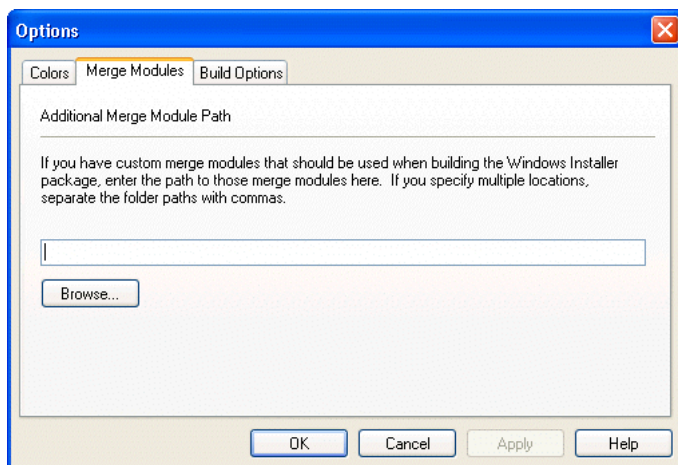 Options
Colors Merge Modules Build Options
Additional Merge Module Path
If you have custom merge modules that should be used when building the Windows Installer
package, enter the path to those merge modules here. If you specify multiple locations,
separate the folder paths with commas.
Browse...
OK Cancel Apply Help